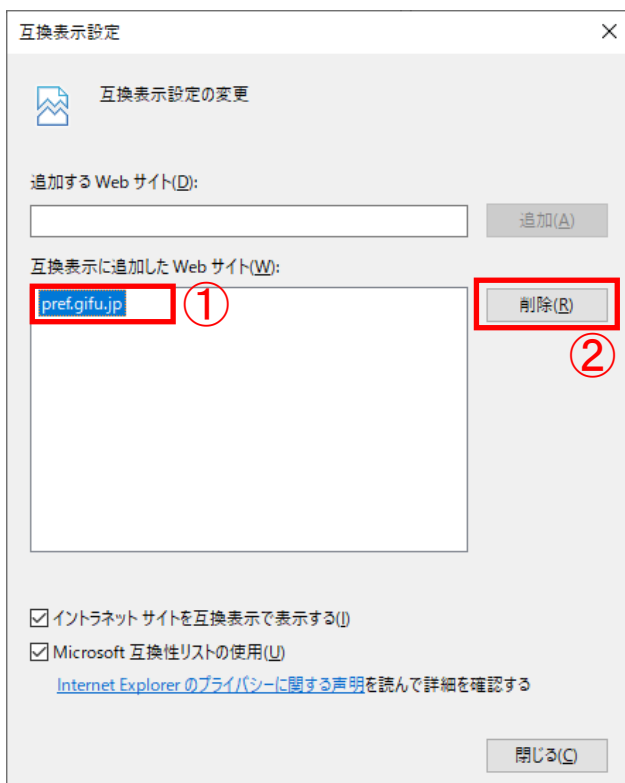 互換表示設定
互換表示設定の変更
追加する Web サイト(D):
追加(A)
互換表示に追加した Web サイト(W):
pref.gifu.jp
①
削除(R)
②
イントラネット サイトを互換表示で表示する(I)
Microsoft 互換性リストの使用(U)
Internet Explorer のプライバシーに関する声明を読んで詳細を確認する
閉じる(C)